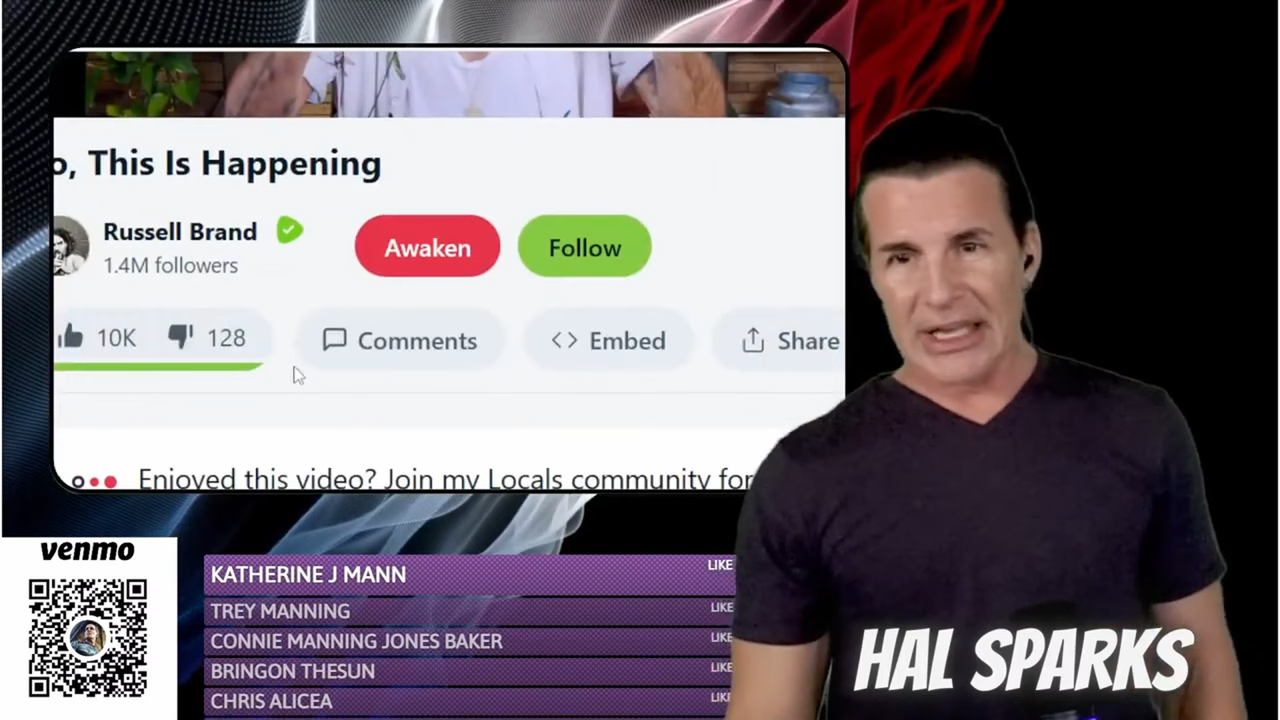 o, This Is Happening
Russell Brand
1.4M followers
Awaken
Follow
10K
128
Comments
Embed
Share
Enjoyed this video? Join my Locals community for
venmo
KATHERINE J MANN LIKE
TREY MANNING LIKE
CONNIE MANNING JONES BAKER LIKE
BRINGON THESUN LIKE
CHRIS ALICEA LIKE
HAL SPARKS